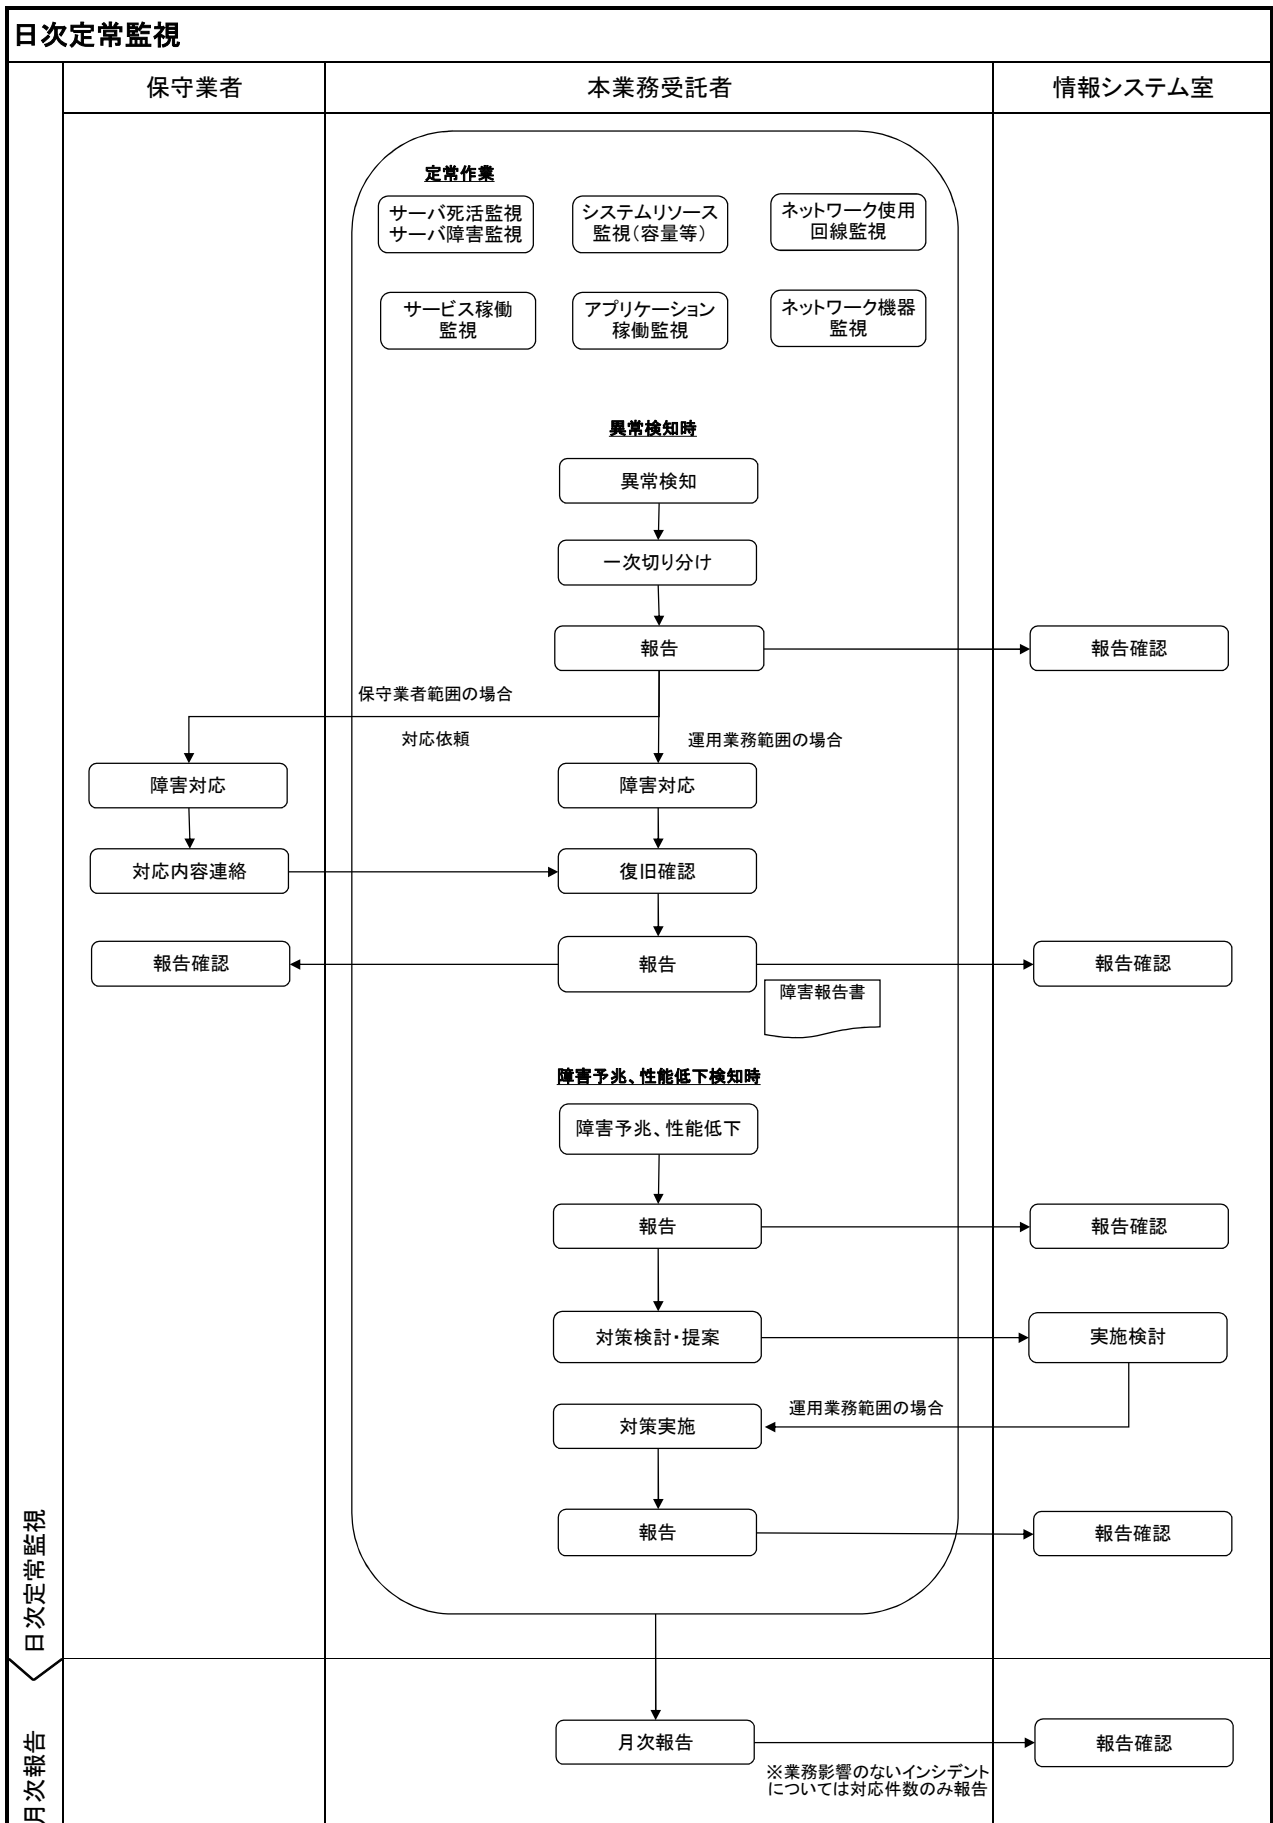 日次定常監視
保守業者
本業務受託者
情報システム室
定常作業
サーバ死活監視
サーバ障害監視
システムリソース
監視(容量等)
ネットワーク使用
回線監視
サービス稼働
監視
アプリケーション
稼働監視
ネットワーク機器
監視
異常検知時
異常検知
一次切り分け
報告
報告確認
保守業者範囲の場合
対応依頼
運用業務範囲の場合
障害対応
障害対応
対応内容連絡
復旧確認
報告確認
報告
報告確認
障害報告書
障害予兆、性能低下検知時
障害予兆、性能低下
報告
報告確認
対策検討・提案
実施検討
運用業務範囲の場合
対策実施
報告
報告確認
日次定常監視
月次報告
報告確認
※業務影響のないインシデント
については対応件数のみ報告
月次報告